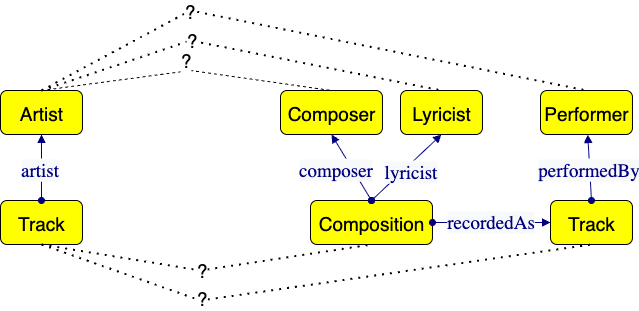 ?
?
?
Artist
Composer
Lyricist
Performer
artist
composer
lyricist
performedBy
Track
Composition
recordedAs
Track
?
?